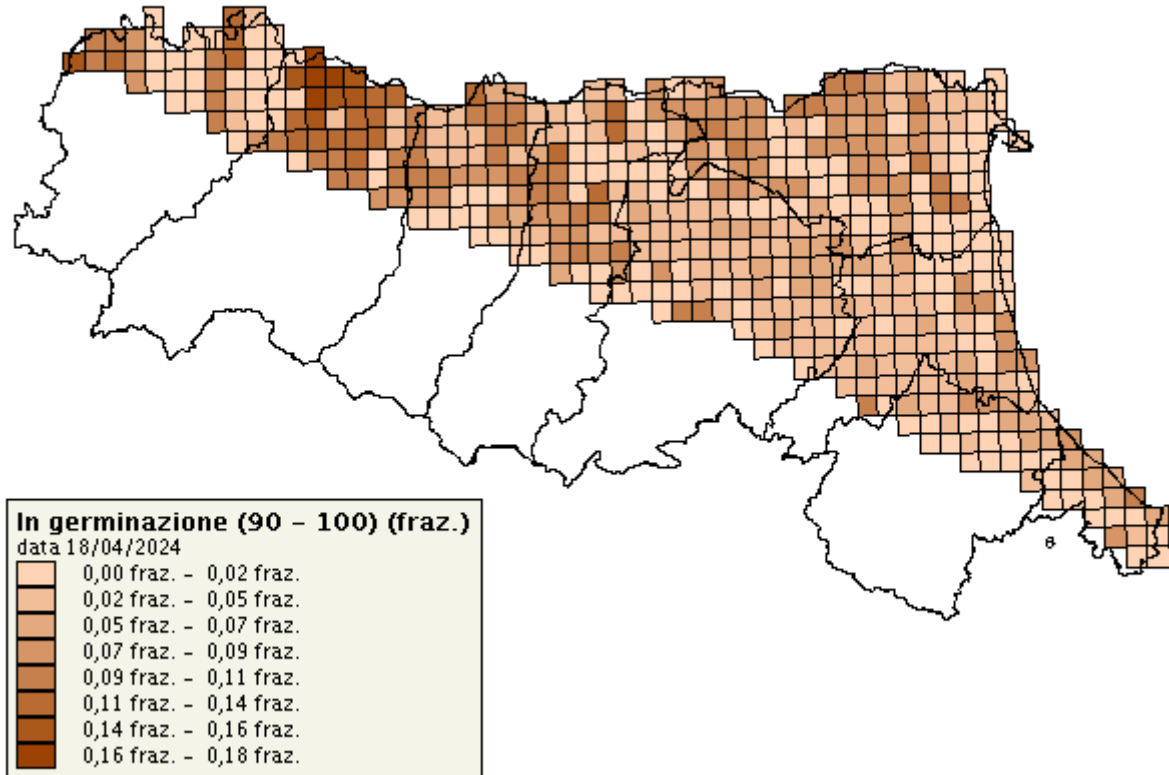 In germinazione (90 – 100) (fraz.)
data 18/04/2024
0,00 fraz. – 0,02 fraz.
0,02 fraz. – 0,05 fraz.
0,05 fraz. – 0,07 fraz.
0,07 fraz. – 0,09 fraz.
0,09 fraz. – 0,11 fraz.
0,11 fraz. – 0,14 fraz.
0,14 fraz. – 0,16 fraz.
0,16 fraz. – 0,18 fraz.